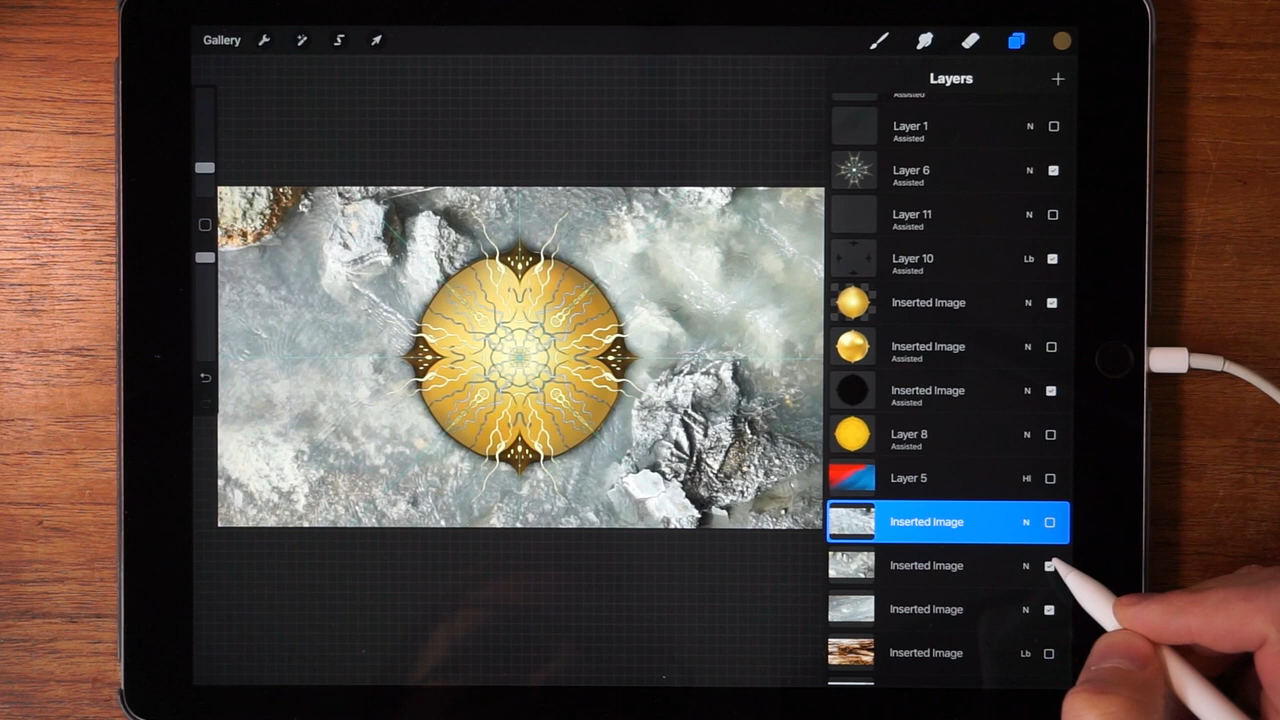 Gallery
Layers
Assisted
Layer 1 N
Assisted
Layer 6 N
Assisted
Layer 11 N
Assisted
Layer 10 Lb
Assisted
Inserted Image N
Inserted Image N
Assisted
Inserted Image N
Assisted
Layer 8 N
Assisted
Layer 5 Hl
Inserted Image N
Inserted Image N
Inserted Image N
Inserted Image Lb